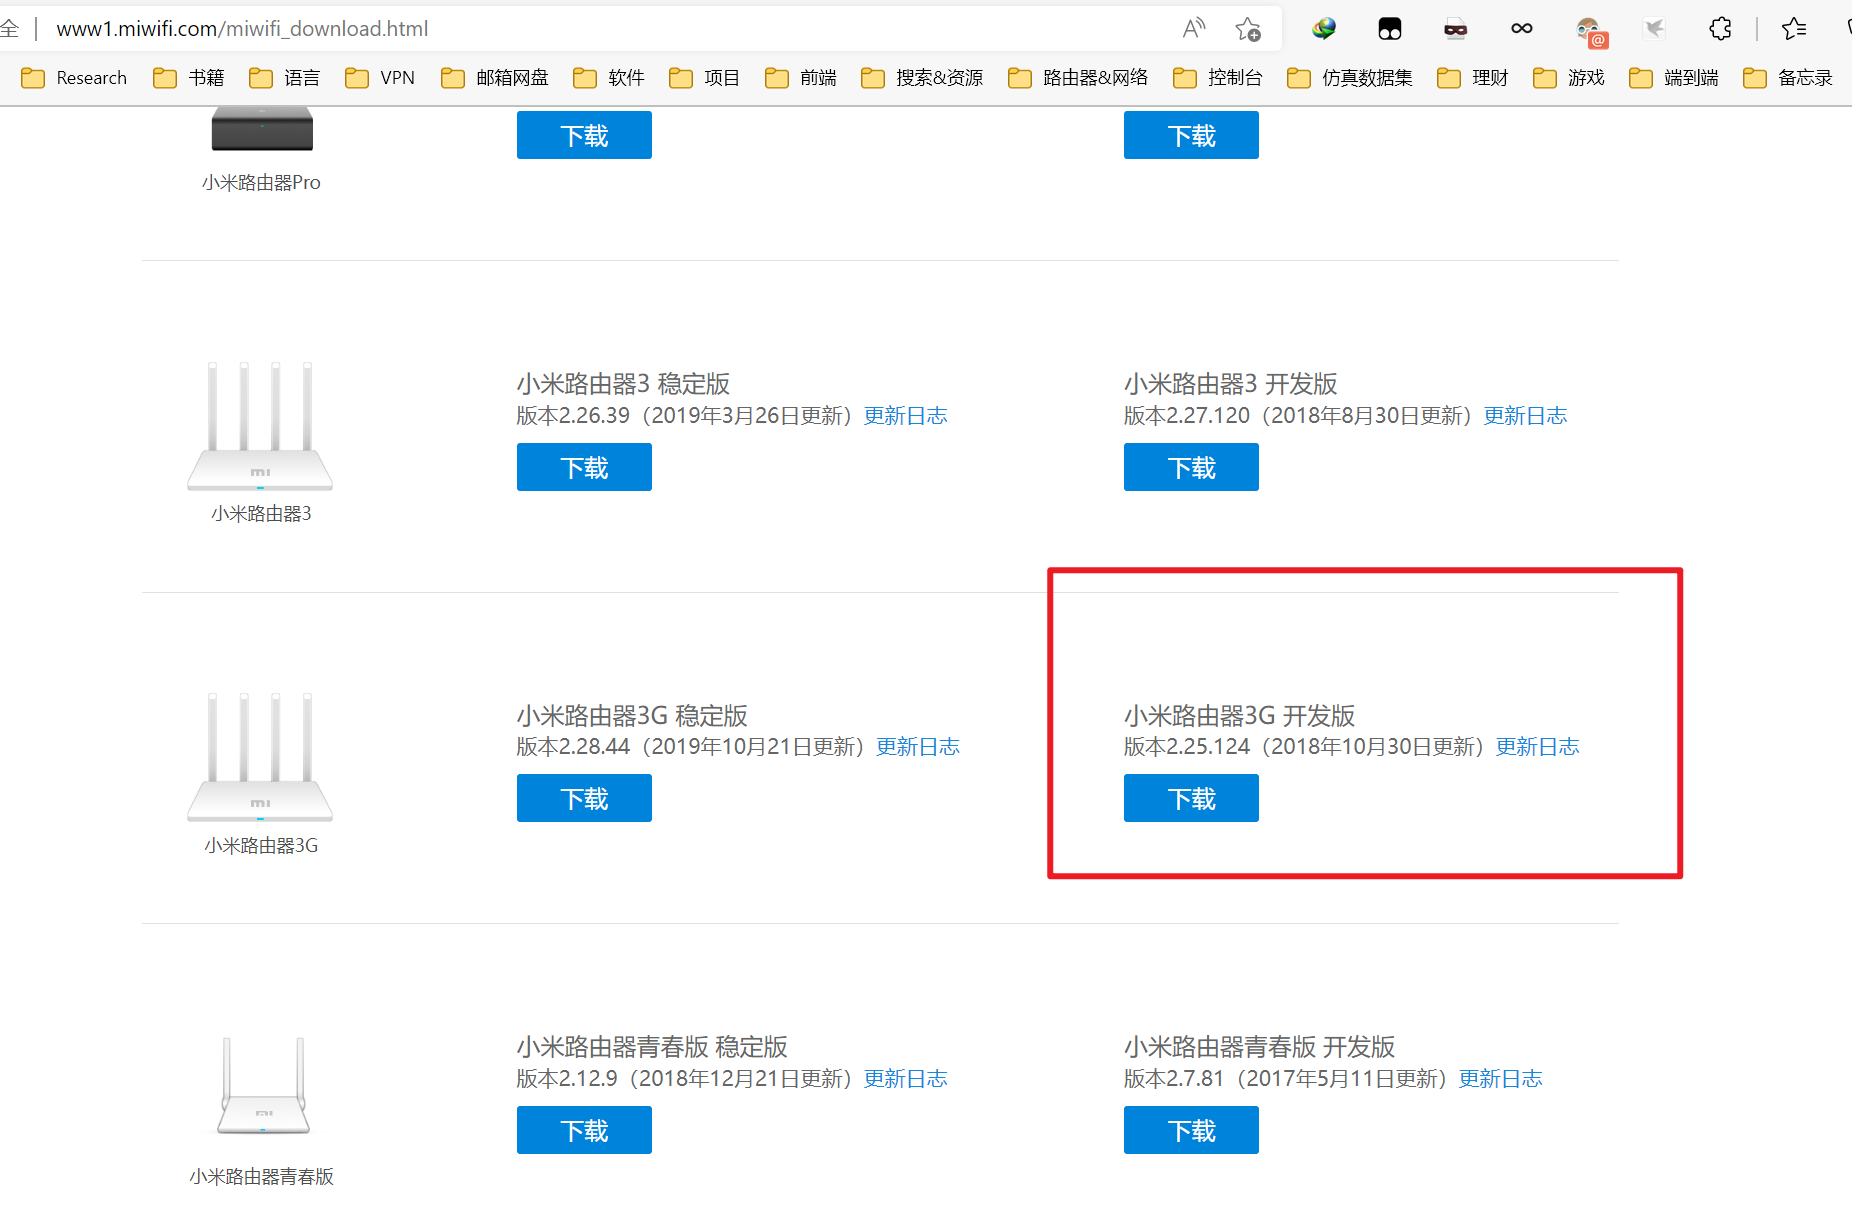 全 | www1.miwifi.com/miwifi_download.html
Research 书籍 语言 VPN 邮箱网盘 软件 项目 前端 搜索&资源 路由器&网络 控制台 仿真数据集 理财 游戏 端到端 备忘录
下载 下载
小米路由器Pro
小米路由器3 稳定版
版本2.26.39（2019年3月26日更新）更新日志
下载
小米路由器3 开发版
版本2.27.120（2018年8月30日更新）更新日志
下载
小米路由器3
小米路由器3G 稳定版
版本2.28.44（2019年10月21日更新）更新日志
下载
小米路由器3G 开发版
版本2.25.124（2018年10月30日更新）更新日志
下载
小米路由器3G
小米路由器青春版 稳定版
版本2.12.9（2018年12月21日更新）更新日志
下载
小米路由器青春版 开发版
版本2.7.81（2017年5月11日更新）更新日志
下载
小米路由器青春版